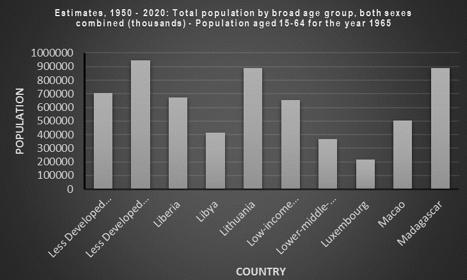 Estimates, 1950 - 2020: Total population by broad age group, both sexes
combined (thousands) - Population aged 15-64 for the year 1965
1000000
900000
800000
700000
600000
500000
400000
300000
200000
100000
0
POPULATION
Less Developed...
Less Developed...
Liberia
Libya
Lithuania
Low-income...
Lower-middle-...
Luxembourg
Macao
Madagascar
COUNTRY